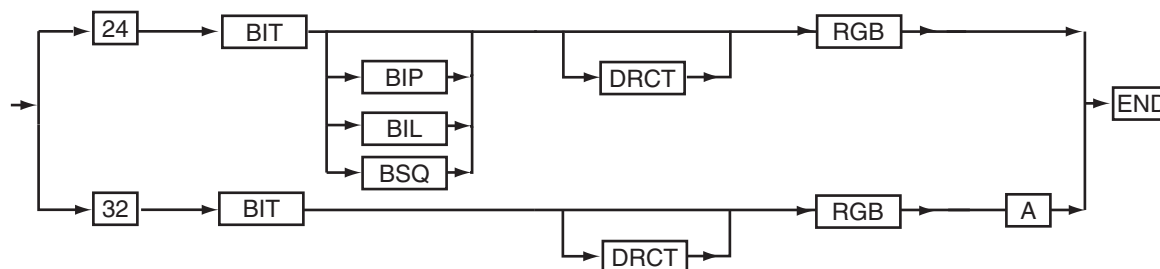 24 BIT RGB
BIP DRCT
BIL
END
BSQ
32 BIT RGB A
DRCT